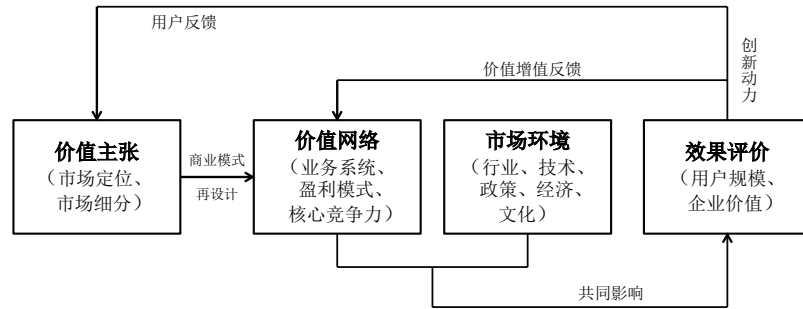 用户反馈
价值增值反馈
创新动力
价值主张
（市场定位、
市场细分）
商业模式
再设计
价值网络
（业务系统、
盈利模式、
核心竞争力）
市场环境
（行业、技术、
政策、经济、
文化）
效果评价
（用户规模、
企业价值）
共同影响